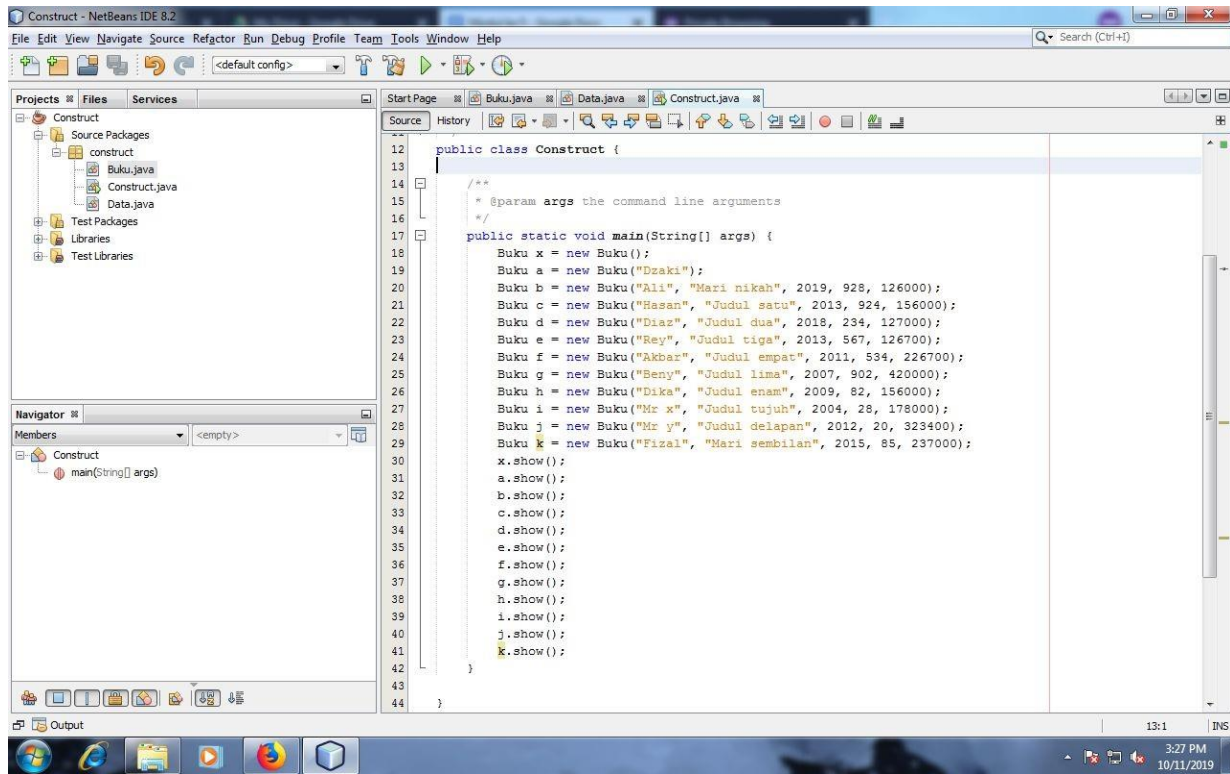 Construct - NetBeans IDE 8.2
File Edit View Navigate Source Refactor Run Debug Profile Team Tools Window Help
Search (Ctrl+I)
<default config>
Projects Files Services
Construct
Source Packages
construct
Buku.java
Construct.java
Data.java
Test Packages
Libraries
Test Libraries
Navigator
Members <empty>
Construct
main(String[] args)
Start Page Buku.java Data.java Construct.java
Source History
12 public class Construct {
13
14 /**
15 * @param args the command line arguments
16 */
17 public static void main(String[] args) {
18 Buku x = new Buku();
19 Buku a = new Buku("Dzaki");
20 Buku b = new Buku("Ali", "Mari nikah", 2019, 928, 126000);
21 Buku c = new Buku("Hasan", "Judul satu", 2013, 924, 156000);
22 Buku d = new Buku("Diaz", "Judul dua", 2018, 234, 127000);
23 Buku e = new Buku("Rey", "Judul tiga", 2013, 567, 126700);
24 Buku f = new Buku("Akbar", "Judul empat", 2011, 534, 226700);
25 Buku g = new Buku("Beny", "Judul lima", 2007, 902, 420000);
26 Buku h = new Buku("Dika", "Judul enam", 2009, 82, 156000);
27 Buku i = new Buku("Mr x", "Judul tujuh", 2004, 28, 178000);
28 Buku j = new Buku("Mr y", "Judul delapan", 2012, 20, 323400);
29 Buku k = new Buku("Fizal", "Mari sembilan", 2015, 85, 237000);
30 x.show();
31 a.show();
32 b.show();
33 c.show();
34 d.show();
35 e.show();
36 f.show();
37 g.show();
38 h.show();
39 i.show();
40 j.show();
41 k.show();
42 }
43
44 }
Output
13:1 INS
3:27 PM
10/11/2019